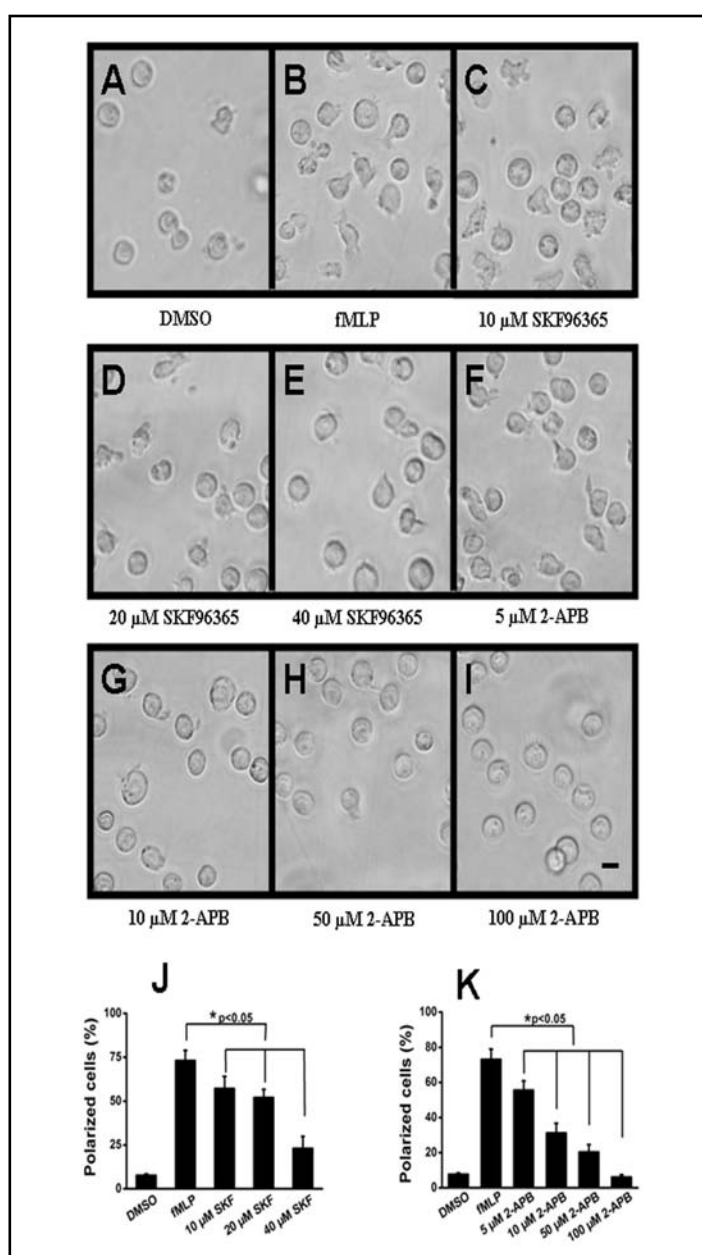 A B C
DMSO fMLP 10 µM SKF96365
D E F
20 µM SKF96365 40 µM SKF96365 5 µM 2-APB
G H I
10 µM 2-APB 50 µM 2-APB 100 µM 2-APB
J K
* p<0.05 *p<0.05
Polarized cells (%)
100
75
50
25
0
DMSO fMLP 10 µM SKF 20 µM SKF 40 µM SKF
Polarized cells (%)
100
80
60
40
20
0
DMSO fMLP 5 µM 2-APB 10 µM 2-APB 50 µM 2-APB 100 µM 2-APB